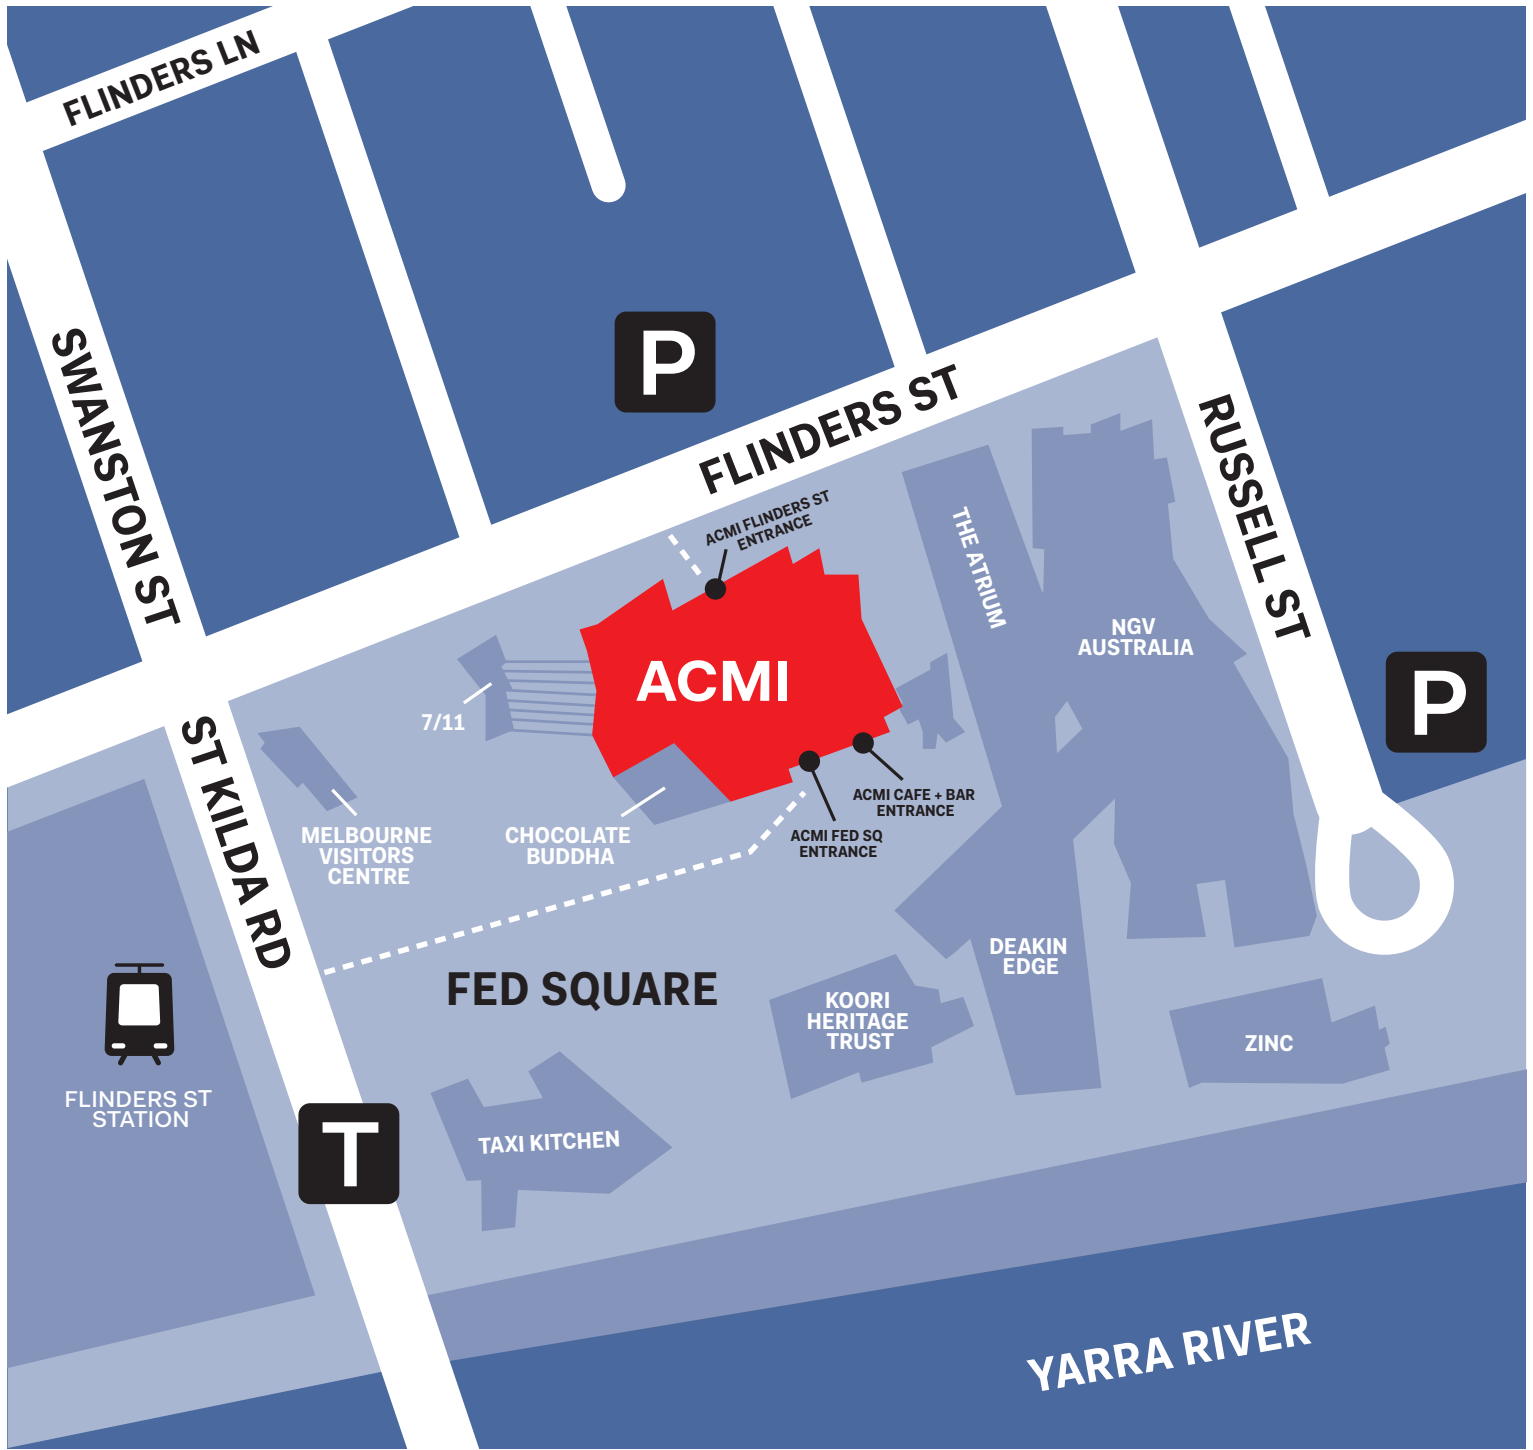 FLINDERS LN
SWANSTON ST
P
FLINDERS ST
RUSSELL ST
ACMI FLINDERS ST
ENTRANCE
THE ATRIUM
NGV
AUSTRALIA
ACMI
7/11
P
ST KILDA RD
MELBOURNE
VISITORS
CENTRE
CHOCOLATE
BUDDHA
ACMI CAFE + BAR
ENTRANCE
ACMI FED SQ
ENTRANCE
FED SQUARE
DEAKIN
EDGE
KOORI
HERITAGE
TRUST
ZINC
FLINDERS ST
STATION
T
TAXI KITCHEN
YARRA RIVER